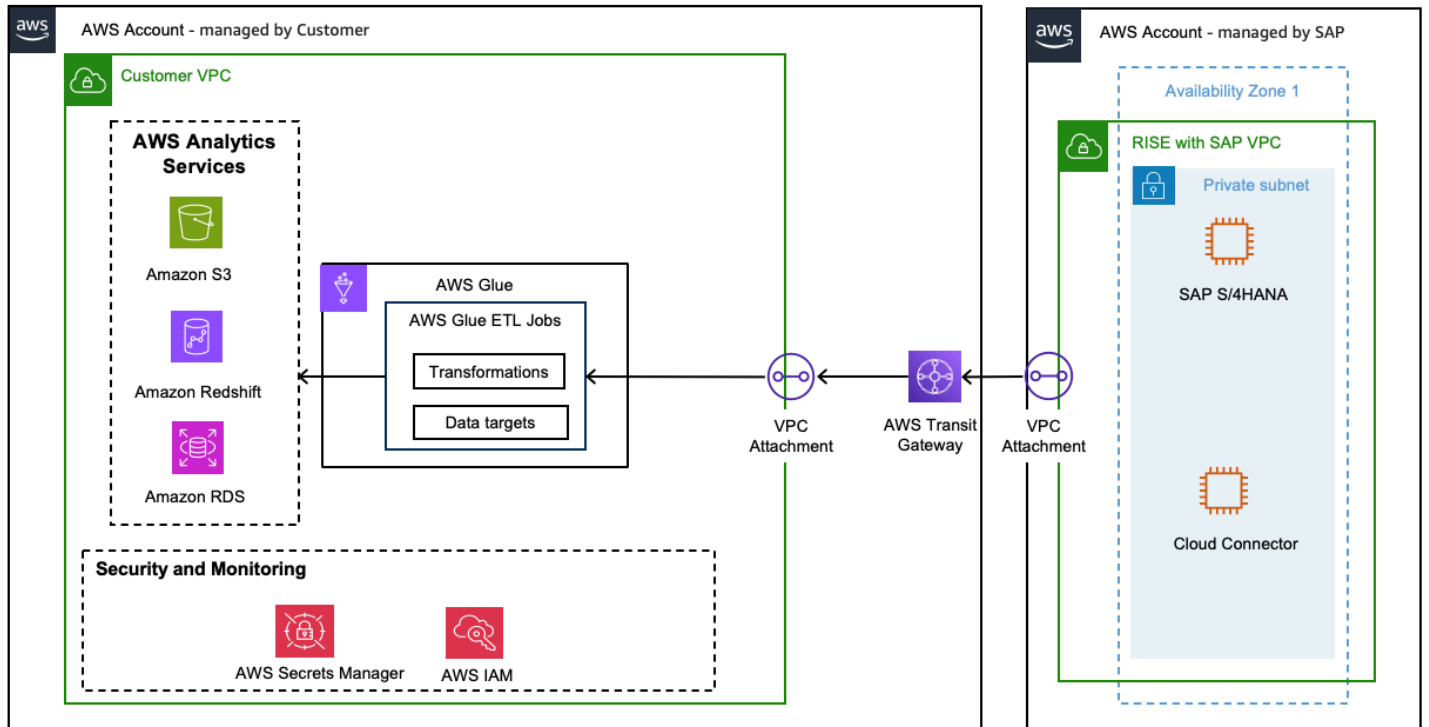 aws
AWS Account - managed by Customer
Customer VPC
AWS Analytics
Services
Amazon S3
Amazon Redshift
Amazon RDS
AWS Glue
AWS Glue ETL Jobs
Transformations
Data targets
VPC
Attachment
AWS Transit
Gateway
VPC
Attachment
Security and Monitoring
AWS Secrets Manager
AWS IAM
aws
AWS Account - managed by SAP
Availability Zone 1
RISE with SAP VPC
Private subnet
SAP S/4HANA
Cloud Connector